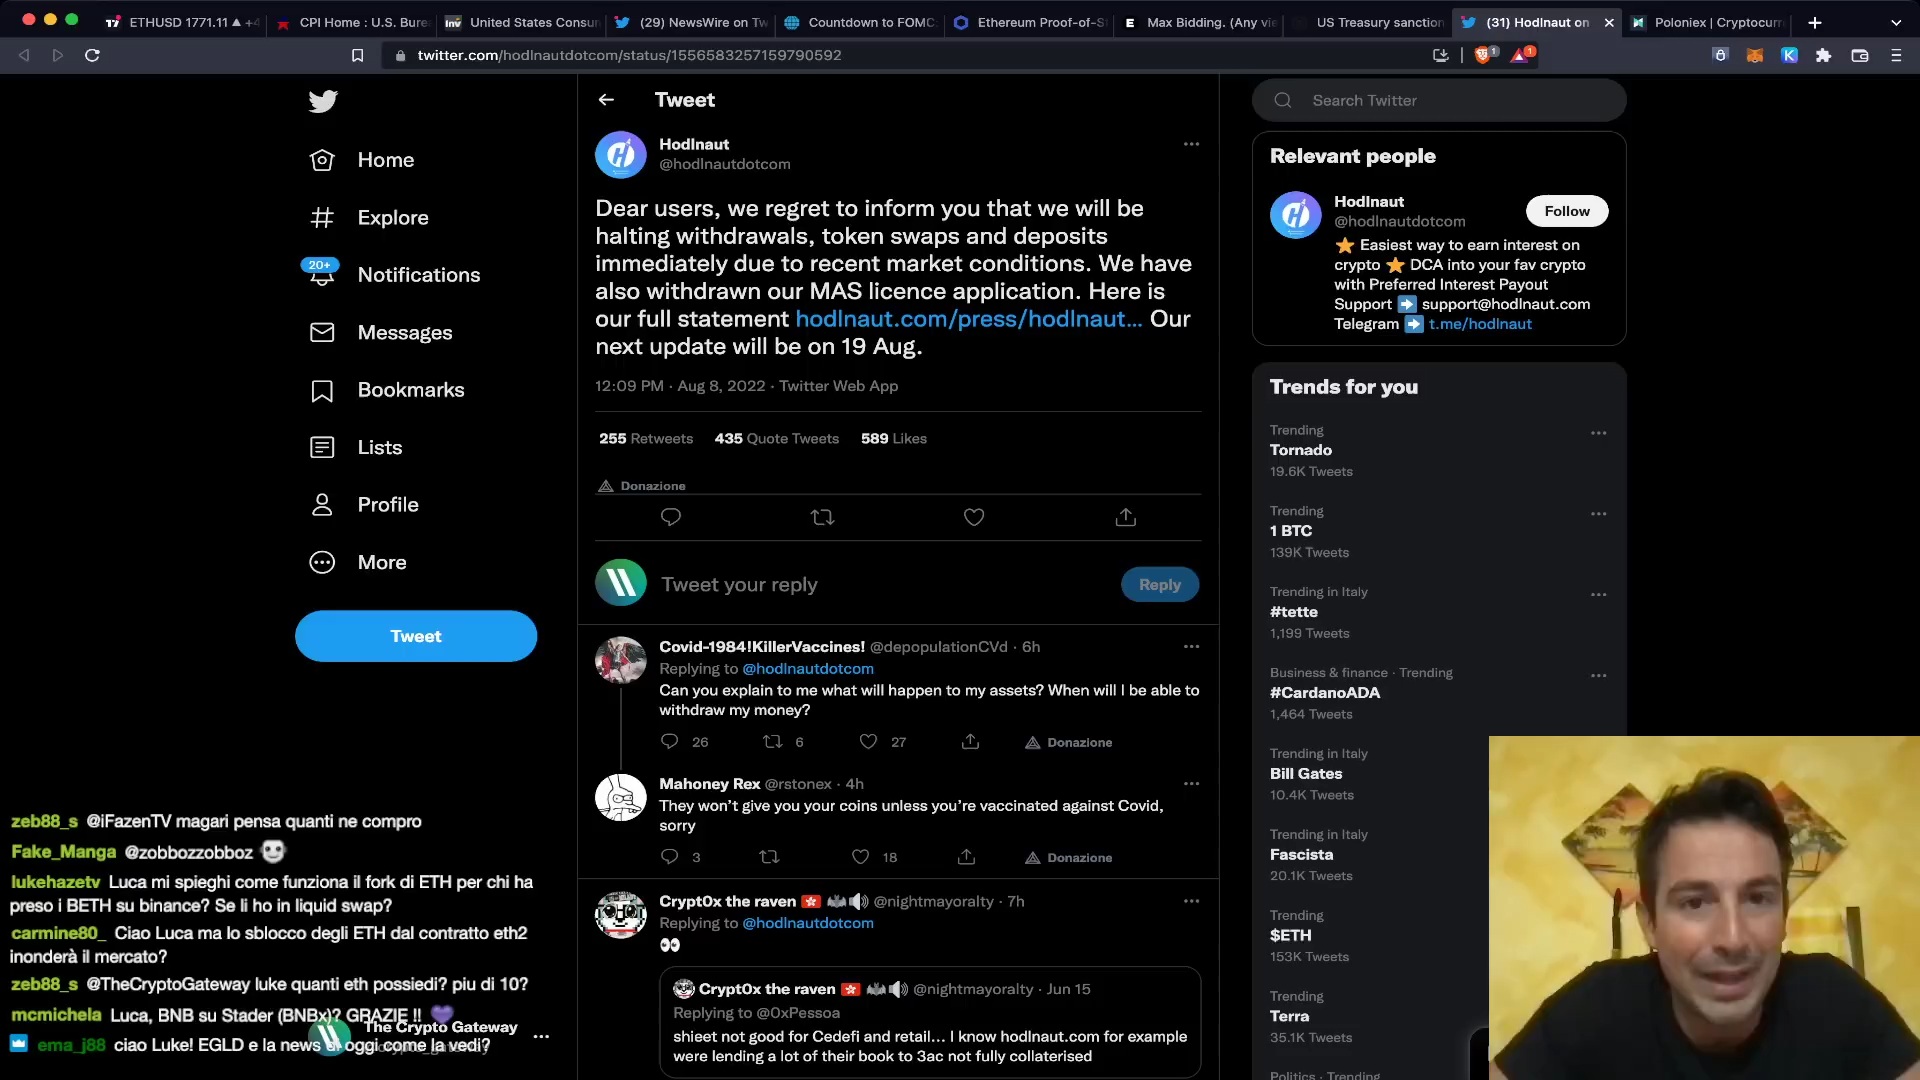 ETHUSD 1771.11 ▲ +4
CPI Home : U.S. Bure
United States Consun
(29) NewsWire on Tw
Countdown to FOMC
Ethereum Proof-of-S
Max Bidding. (Any vie
US Treasury sanction
(31) Hodlnaut on
Poloniex | Cryptocurr
twitter.com/hodlnautdotcom/status/1556583257159790592
Home
Explore
20+
Notifications
Messages
Bookmarks
Lists
Profile
More
Tweet
Tweet
Hodlnaut
@hodlnautdotcom
Dear users, we regret to inform you that we will be
halting withdrawals, token swaps and deposits
immediately due to recent market conditions. We have
also withdrawn our MAS licence application. Here is
our full statement hodlnaut.com/press/hodlnaut… Our
next update will be on 19 Aug.
12:09 PM · Aug 8, 2022 · Twitter Web App
255 Retweets 435 Quote Tweets 589 Likes
Donazione
Tweet your reply
Reply
Covid-1984!KillerVaccines! @depopulationCVd · 6h
Replying to @hodlnautdotcom
Can you explain to me what will happen to my assets? When will I be able to
withdraw my money?
26 6 27 Donazione
Mahoney Rex @rstonex · 4h
They won't give you your coins unless you're vaccinated against Covid,
sorry
3 18 Donazione
Crypt0x the raven @nightmayoralty · 7h
Replying to @hodlnautdotcom
👀
Crypt0x the raven @nightmayoralty · Jun 15
Replying to @0xPessoa
shieet not good for Cedefi and retail... I know hodlnaut.com for example
were lending a lot of their book to 3ac not fully collaterised
Search Twitter
Relevant people
Hodlnaut
@hodlnautdotcom
Follow
⭐ Easiest way to earn interest on
crypto ⭐ DCA into your fav crypto
with Preferred Interest Payout
Support ➡️ support@hodlnaut.com
Telegram ➡️ t.me/hodlnaut
Trends for you
Trending
Tornado
19.6K Tweets
Trending
1 BTC
139K Tweets
Trending in Italy
#tette
1,199 Tweets
Business & finance · Trending
#CardanoADA
1,464 Tweets
Trending in Italy
Bill Gates
10.4K Tweets
Trending in Italy
Fascista
20.1K Tweets
Trending
$ETH
153K Tweets
Trending
Terra
35.1K Tweets
Politics · Trending
zeb88_s @iFazenTV magari pensa quanti ne compro
Fake_Manga @zobbozzobboz
lukehazetv Luca mi spieghi come funziona il fork di ETH per chi ha
preso i BETH su binance? Se li ho in liquid swap?
carmine80_ Ciao Luca ma lo sblocco degli ETH dal contratto eth2
inonderà il mercato?
zeb88_s @TheCryptoGateway luke quanti eth possiedi? piu di 10?
mcmichela Luca, BNB su Stader (BNBx)? GRAZIE !! 💜
The Crypto Gateway
ema_j88 ciao Luke! EGLD e la news di oggi come la vedi?